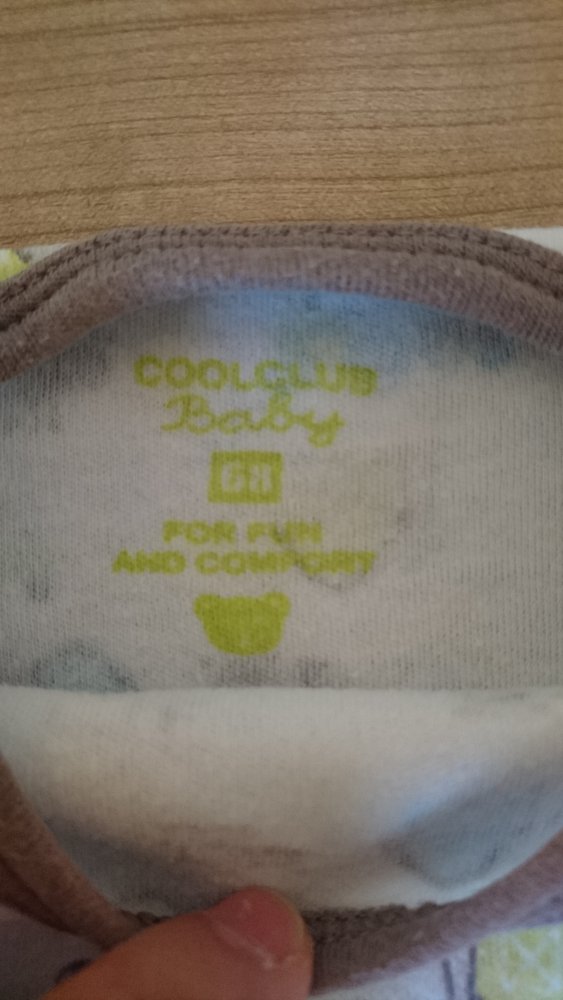 COOLCLUB
Baby
68
FOR FUN
AND COMFORT